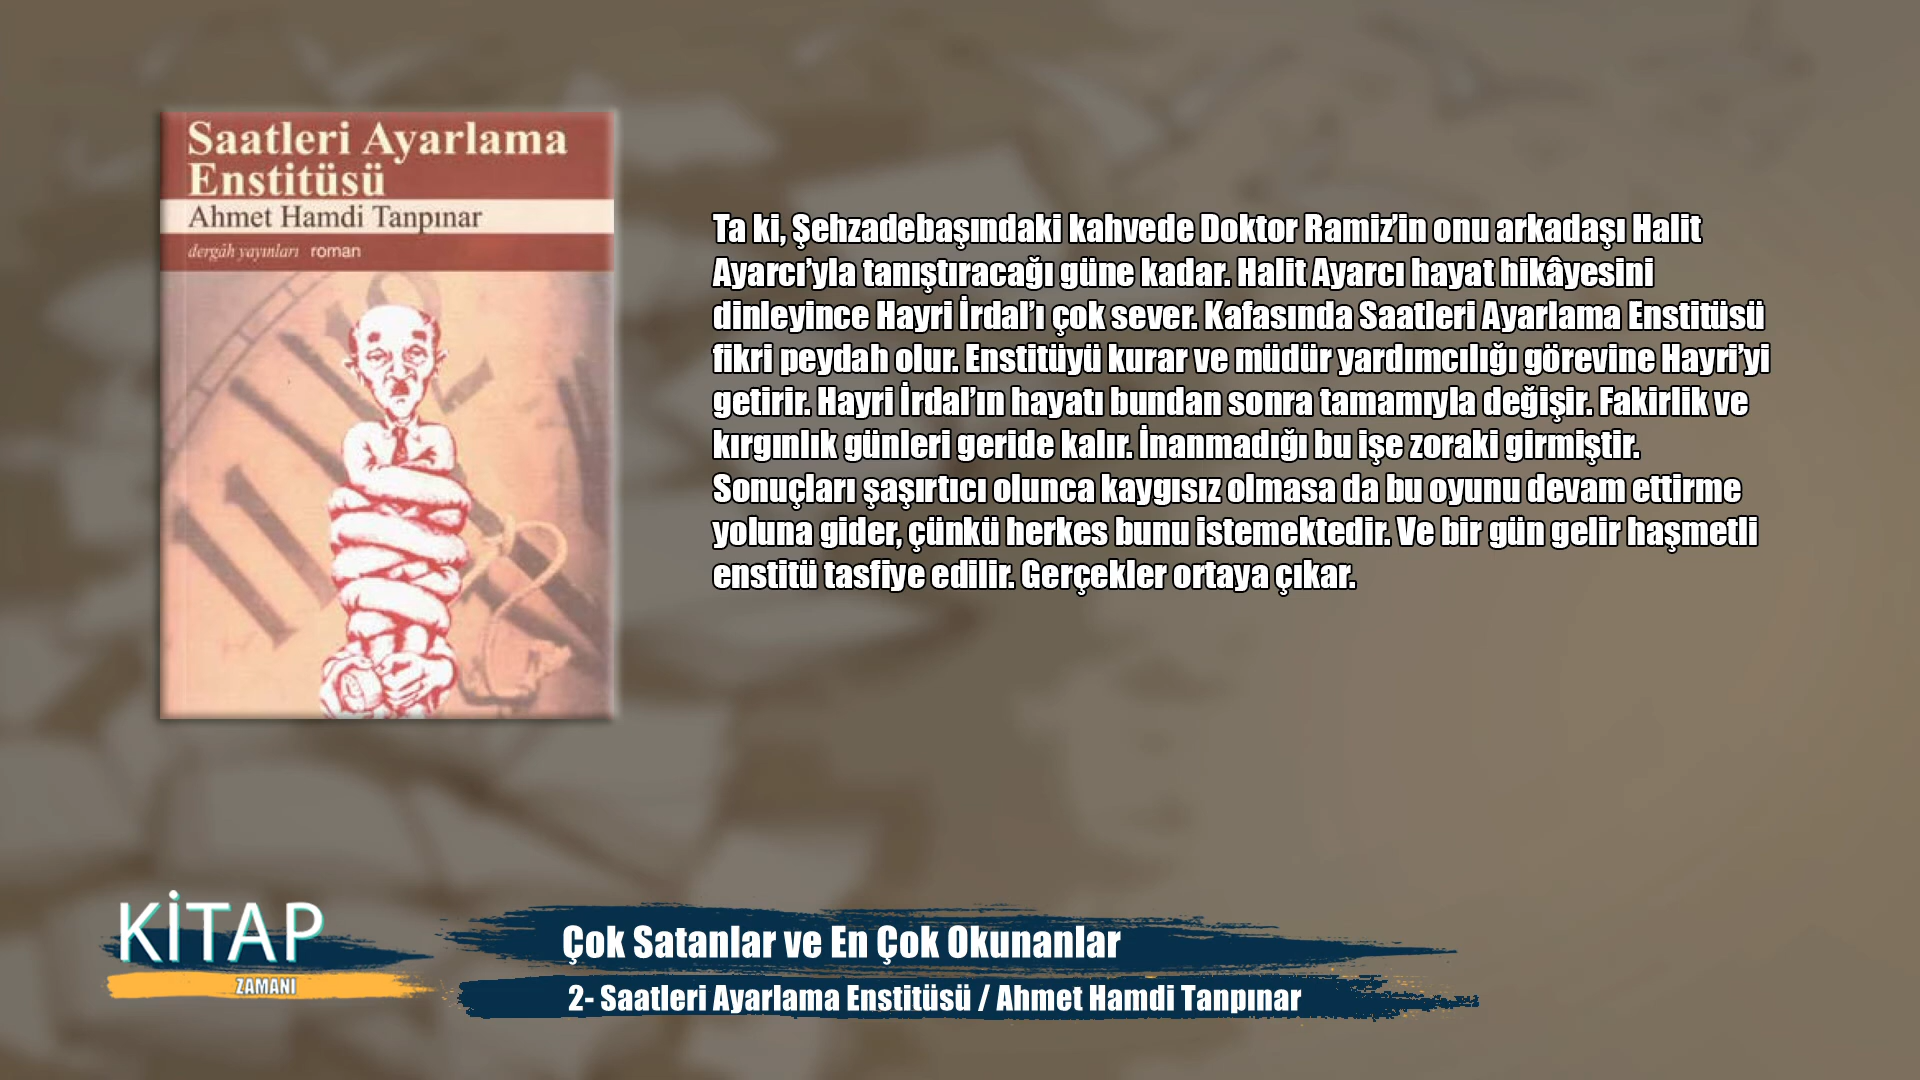 Saatleri Ayarlama
Enstitüsü
Ahmet Hamdi Tanpınar
dergâh yayınları roman
Ta ki, Şehzadebaşındaki kahvede Doktor Ramiz’in onu arkadaşı Halit
Ayarcı’yla tanıştıracağı güne kadar. Halit Ayarcı hayat hikâyesini
dinleyince Hayri İrdal’ı çok sever. Kafasında Saatleri Ayarlama Enstitüsü
fikri peydah olur. Enstitüyü kurar ve müdür yardımcılığı görevine Hayri’yi
getirir. Hayri İrdal’ın hayatı bundan sonra tamamıyla değişir. Fakirlik ve
kırgınlık günleri geride kalır. İnanmadığı bu işe zoraki girmiştir.
Sonuçları şaşırtıcı olunca kaygısız olmasa da bu oyunu devam ettirme
yoluna gider, çünkü herkes bunu istemektedir. Ve bir gün gelir haşmetli
enstitü tasfiye edilir. Gerçekler ortaya çıkar.
KİTAP
ZAMANI
Çok Satanlar ve En Çok Okunanlar
2- Saatleri Ayarlama Enstitüsü / Ahmet Hamdi Tanpınar